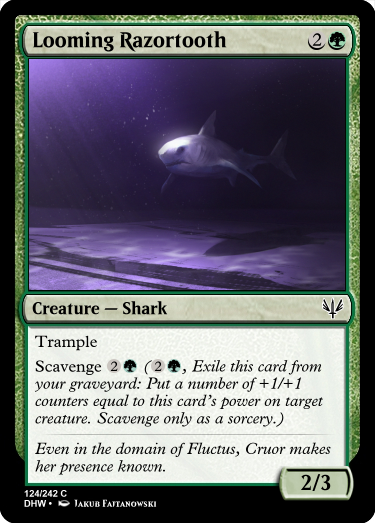 Looming Razortooth 2
Creature — Shark
Trample
Scavenge 2 ( 2 , Exile this card from
your graveyard: Put a number of +1/+1
counters equal to this card's power on target
creature. Scavenge only as a sorcery.)
Even in the domain of Fluctus, Cruor makes
her presence known.
2/3
124/242 C
DHW • Jakub Fajtanowski